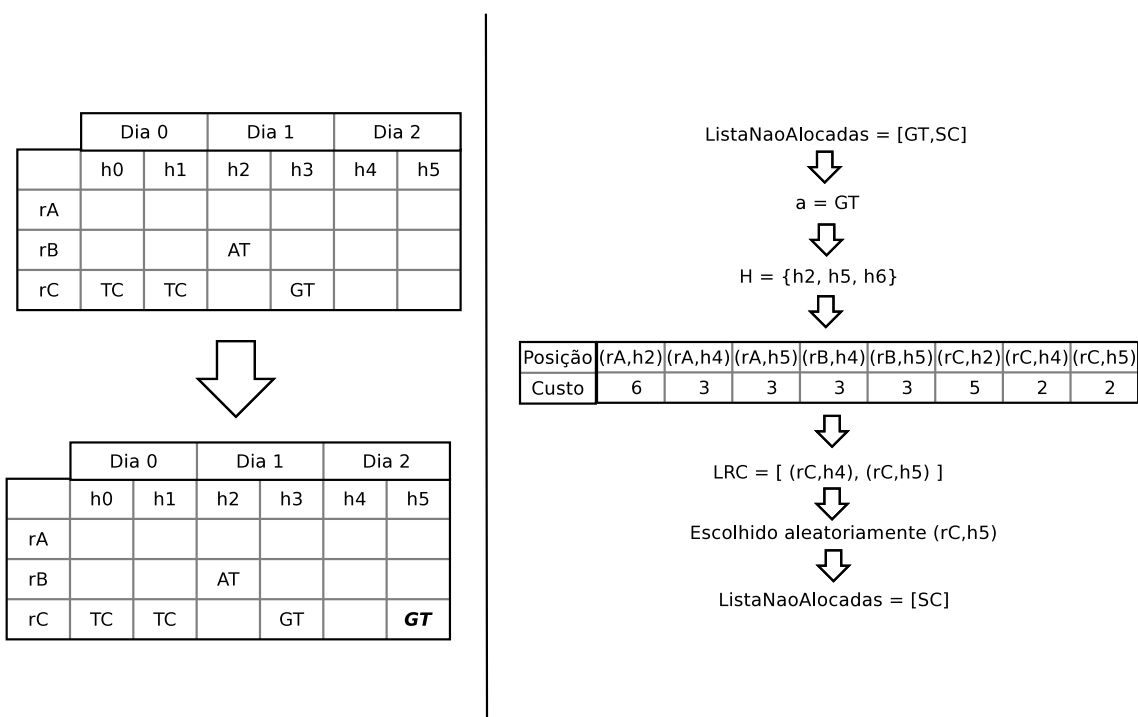 Dia 0 Dia 1 Dia 2
h0 h1 h2 h3 h4 h5
rA
rB AT
rC TC TC GT
Dia 0 Dia 1 Dia 2
h0 h1 h2 h3 h4 h5
rA
rB AT
rC TC TC GT GT
ListaNaoAlocadas = [GT,SC]
a = GT
H = {h2, h5, h6}
Posição (rA,h2) (rA,h4) (rA,h5) (rB,h4) (rB,h5) (rC,h2) (rC,h4) (rC,h5)
Custo 6 3 3 3 3 5 2 2
LRC = [ (rC,h4), (rC,h5) ]
Escolhido aleatoriamente (rC,h5)
ListaNaoAlocadas = [SC]